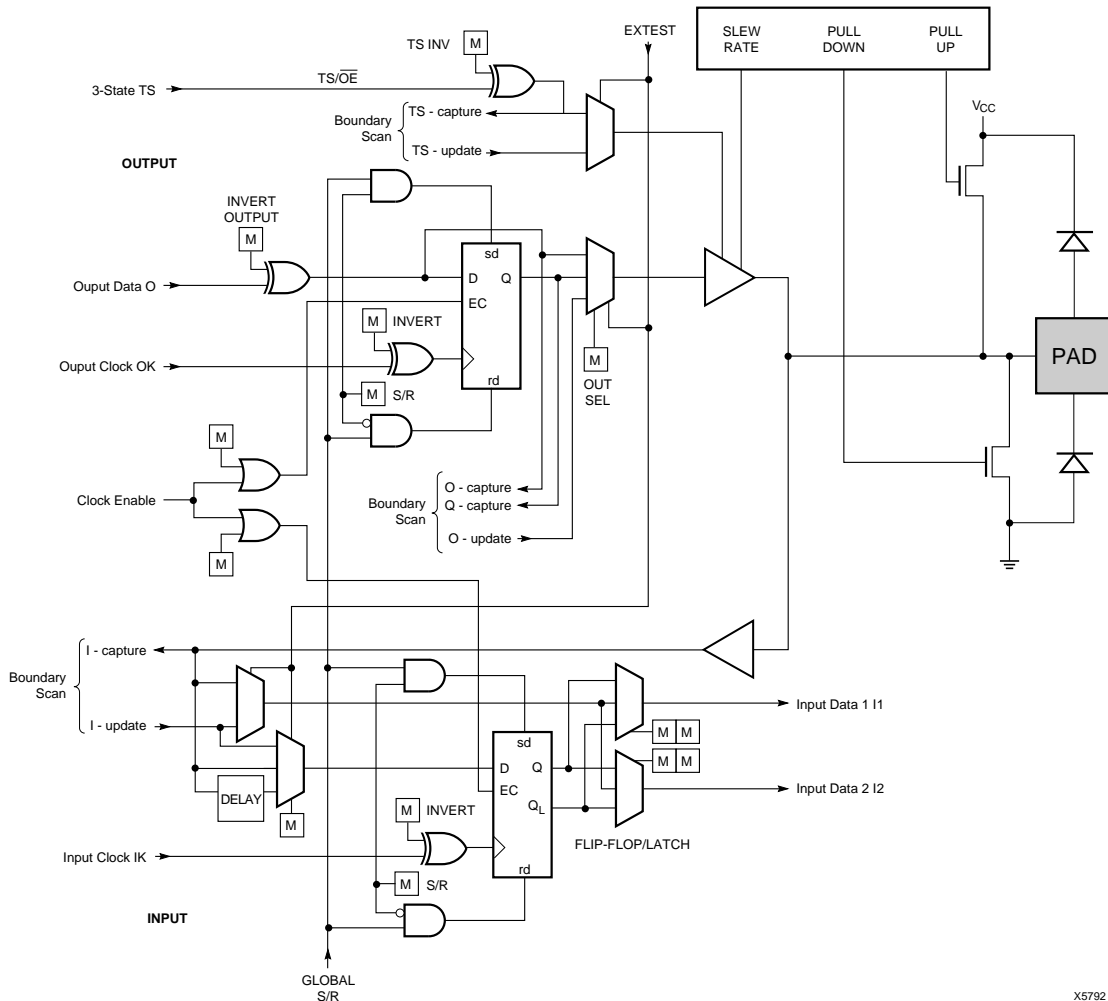 EXTEST
SLEW
RATE
PULL
DOWN
PULL
UP
TS INV
M
TS/OE
3-State TS
TS - capture
Boundary
Scan
TS - update
VCC
OUTPUT
INVERT
OUTPUT
M
sd
D
Q
Ouput Data O
EC
M
INVERT
PAD
Ouput Clock OK
M
OUT
SEL
M
S/R
rd
M
Clock Enable
O - capture
Q - capture
Boundary
Scan
O - update
M
I - capture
Boundary
Scan
I - update
Input Data 1 I1
M M
sd
M M
D
Q
EC
DELAY
Input Data 2 I2
QL
M
M
INVERT
FLIP-FLOP/LATCH
Input Clock IK
rd
M
S/R
INPUT
GLOBAL
S/R
X5792